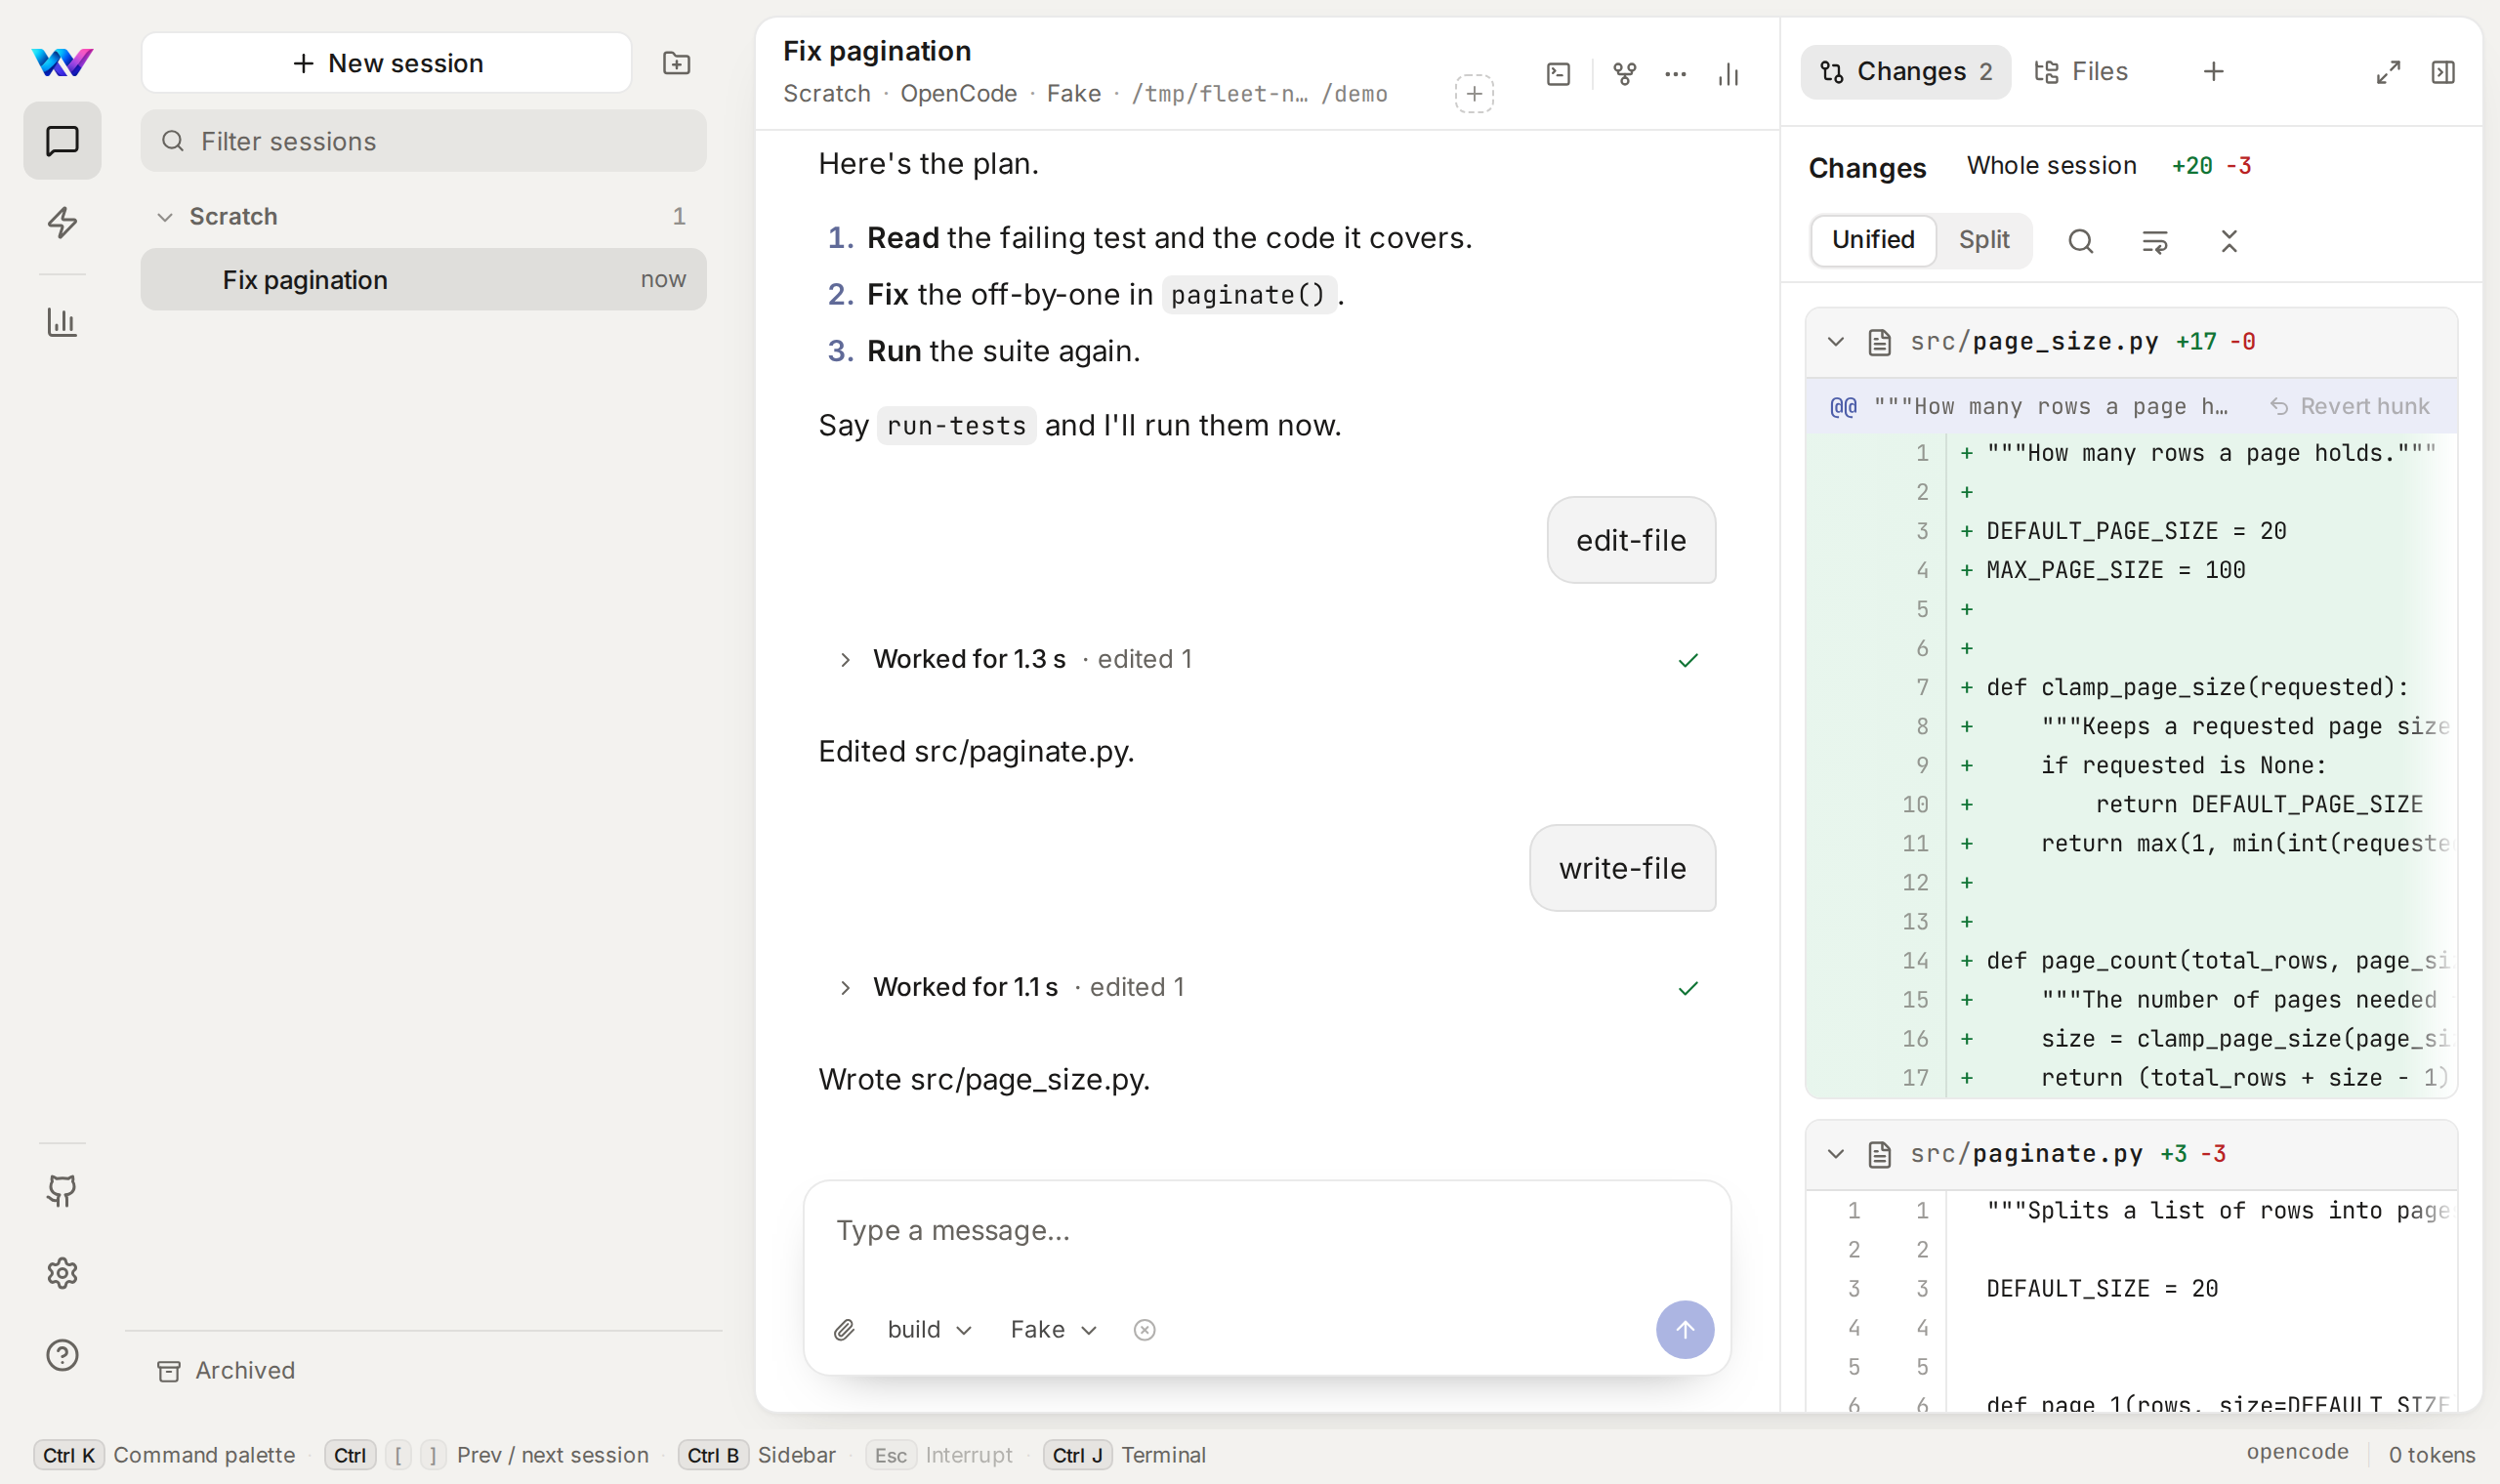 New session
Filter sessions
Scratch 1
Fix pagination now
Archived
Fix pagination
Scratch · OpenCode · Fake · /tmp/fleet-n… /demo
Here's the plan.
1. Read the failing test and the code it covers.
2. Fix the off-by-one in paginate().
3. Run the suite again.
Say run-tests and I'll run them now.
edit-file
Worked for 1.3 s · edited 1
Edited src/paginate.py.
write-file
Worked for 1.1 s · edited 1
Wrote src/page_size.py.
Type a message...
build Fake
Changes 2 Files
Changes Whole session +20 -3
Unified Split
src/page_size.py +17 -0
@@ """How many rows a page h… Revert hunk
1 + """How many rows a page holds."""
2 +
3 + DEFAULT_PAGE_SIZE = 20
4 + MAX_PAGE_SIZE = 100
5 +
6 +
7 + def clamp_page_size(requested):
8 + """Keeps a requested page size
9 + if requested is None:
10 + return DEFAULT_PAGE_SIZE
11 + return max(1, min(int(requeste
12 +
13 +
14 + def page_count(total_rows, page_si
15 + """The number of pages needed
16 + size = clamp_page_size(page_si
17 + return (total_rows + size - 1)
src/paginate.py +3 -3
1 1 """Splits a list of rows into page
2 2
3 3 DEFAULT_SIZE = 20
4 4
5 5
6 6 def page_1(rows, size=DEFAULT_SIZE
Ctrl K Command palette · Ctrl [ ] Prev / next session · Ctrl B Sidebar · Esc Interrupt · Ctrl J Terminal
opencode 0 tokens